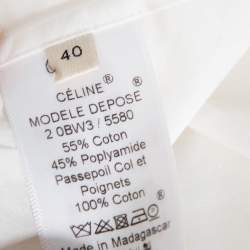 40
CÉLINE®
MODELE DEPOSE®
2 0BW3 / 5580
55% Coton
45% Poplyamide
Passepoil Col et
Poignets
100% Coton
Made in Madagascar